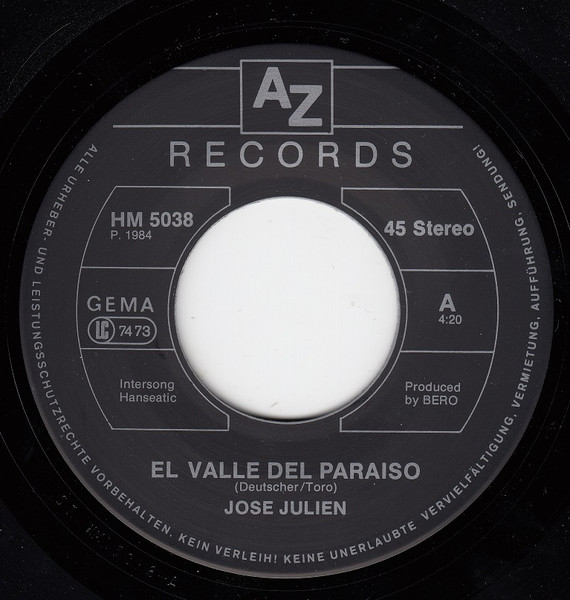 AZ
RECORDS
HM 5038
P. 1984
45 Stereo
GEMA
LC 7473
A
4:20
Intersong
Hanseatic
Produced
by BERO
EL VALLE DEL PARAISO
(Deutscher/Toro)
JOSE JULIEN
ALLE URHEBER- UND LEISTUNGSSCHUTZRECHTE VORBEHALTEN. KEIN VERLEIH! KEINE UNERLAUBTE VERVIELFÄLTIGUNG, VERMIETUNG, AUFFÜHRUNG, SENDUNG!